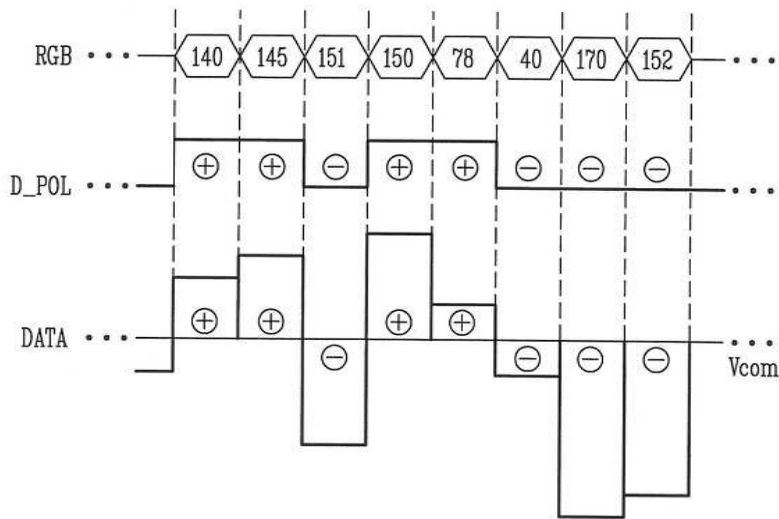 RGB ··· 140 145 151 150 78 40 170 152 ···
D_POL ··· + + − + + − − − ···
DATA ··· + + − + + − − − ···
Vcom